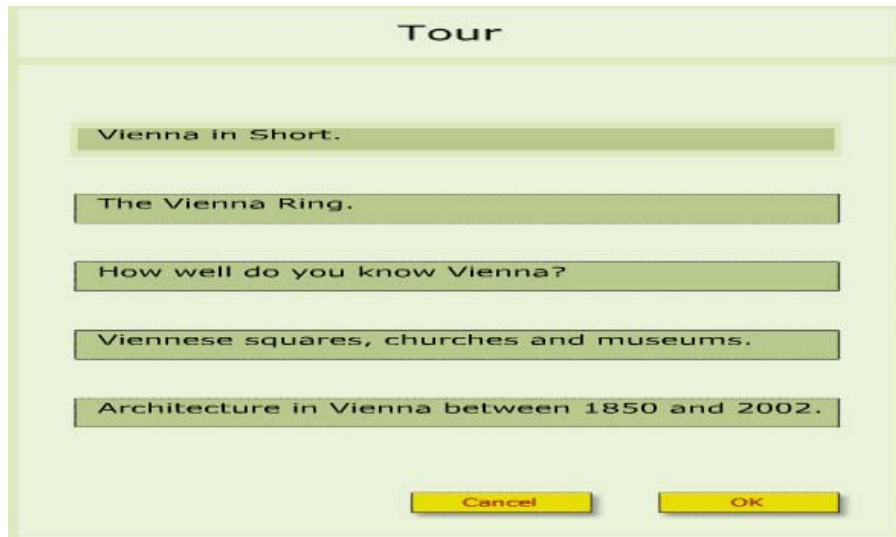 Tour
Vienna in Short.
The Vienna Ring.
How well do you know Vienna?
Viennese squares, churches and museums.
Architecture in Vienna between 1850 and 2002.
Cancel OK